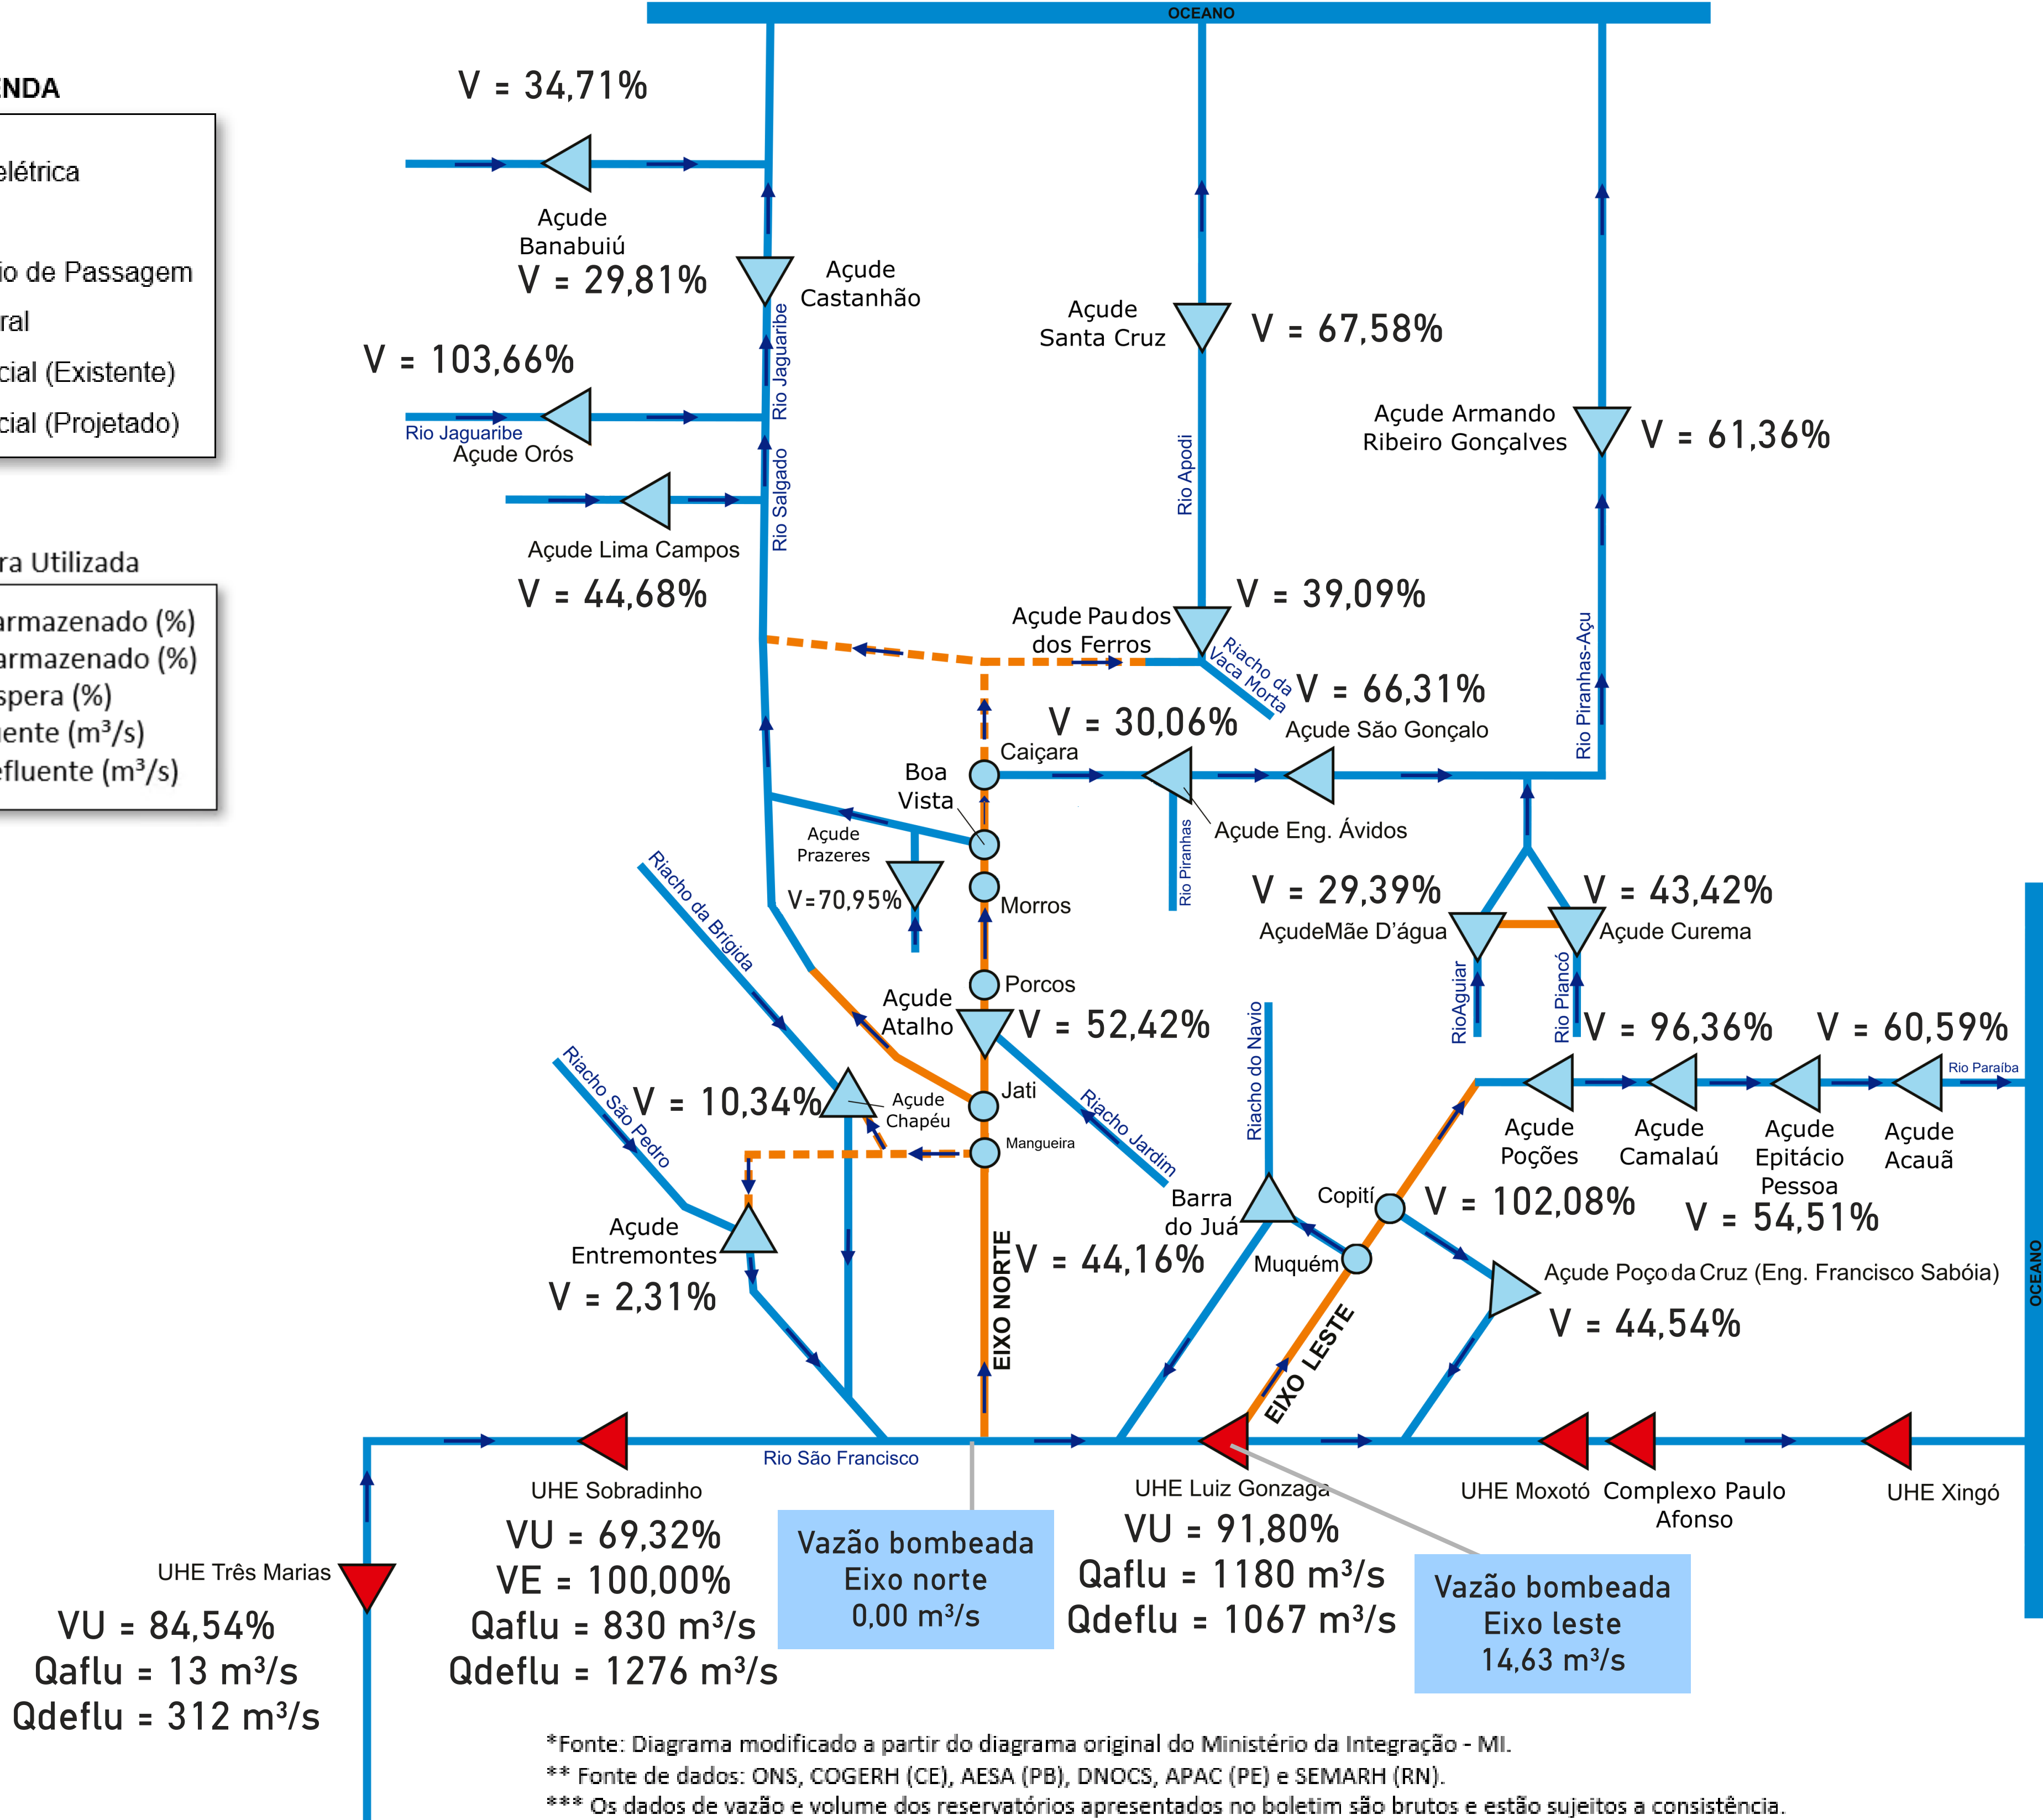 OCEANO
ENDA
elétrica
io de Passagem
ral
cial (Existente)
cial (Projetado)
ra Utilizada
armazenado (%)
armazenado (%)
spera (%)
uente (m³/s)
efluente (m³/s)
V = 34,71%
Açude
Banabuiú
V = 29,81%
Açude
Castanhão
Rio Jaguaribe
V = 103,66%
Rio Jaguaribe
Açude Orós
Rio Salgado
Açude Lima Campos
V = 44,68%
Açude
Santa Cruz
V = 67,58%
Rio Apodi
Açude Armando
Ribeiro Gonçalves
V = 61,36%
Rio Piranhas-Açu
Açude Pau dos
dos Ferros
V = 39,09%
Riacho da
Vaca Morta
V = 66,31%
Açude São Gonçalo
V = 30,06%
Caiçara
Boa
Vista
Açude Eng. Ávidos
Rio Piranhas
Açude
Prazeres
V=70,95%
Morros
Riacho da Brígida
V = 29,39%
AçudeMãe D'água
V = 43,42%
Açude Curema
RioAguiar
Rio Piancó
Porcos
Açude
Atalho
V = 52,42%
Riacho São Pedro
V = 10,34%
Açude
Chapéu
Jati
Mangueira
Riacho Jardim
Riacho do Navio
V = 96,36%
V = 60,59%
Rio Paraíba
Açude
Poções
Açude
Camalaú
Açude
Epitácio
Pessoa
Açude
Acauã
V = 102,08%
V = 54,51%
Barra
do Juá
Copití
Muquém
V = 44,16%
EIXO NORTE
EIXO LESTE
Açude
Entremontes
V = 2,31%
Açude Poço da Cruz (Eng. Francisco Sabóia)
V = 44,54%
OCEANO
Rio São Francisco
UHE Sobradinho
VU = 69,32%
VE = 100,00%
Qaflu = 830 m³/s
Qdeflu = 1276 m³/s
Vazão bombeada
Eixo norte
0,00 m³/s
UHE Luiz Gonzaga
VU = 91,80%
Qaflu = 1180 m³/s
Qdeflu = 1067 m³/s
Vazão bombeada
Eixo leste
14,63 m³/s
UHE Moxotó
Complexo Paulo
Afonso
UHE Xingó
UHE Três Marias
VU = 84,54%
Qaflu = 13 m³/s
Qdeflu = 312 m³/s
*Fonte: Diagrama modificado a partir do diagrama original do Ministério da Integração - MI.
** Fonte de dados: ONS, COGERH (CE), AESA (PB), DNOCS, APAC (PE) e SEMARH (RN).
*** Os dados de vazão e volume dos reservatórios apresentados no boletim são brutos e estão sujeitos a consistência.